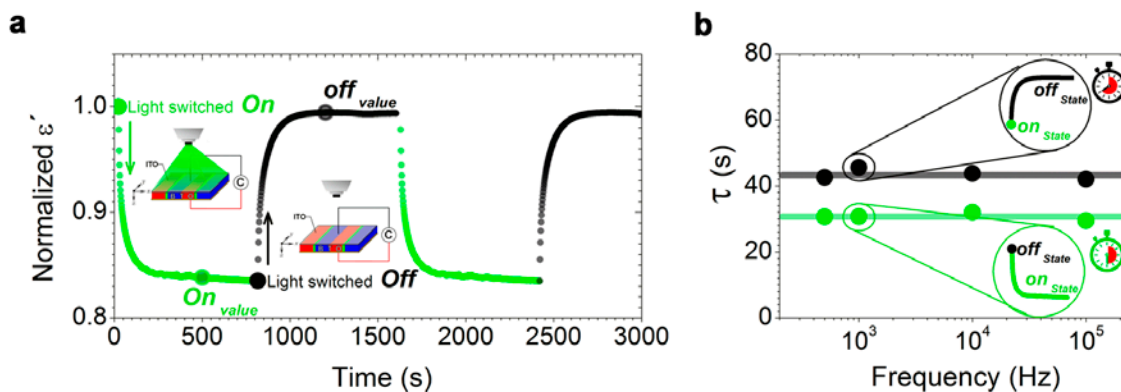 a
Normalized ε´
1.0
0.9
0.8
Light switched On
ITO
C
off value
ITO
C
Light switched Off
On value
0 500 1000 1500 2000 2500 3000
Time (s)
b
τ (s)
80
60
40
20
0
off State
on State
off State
on State
10³ 10⁴ 10⁵
Frequency (Hz)